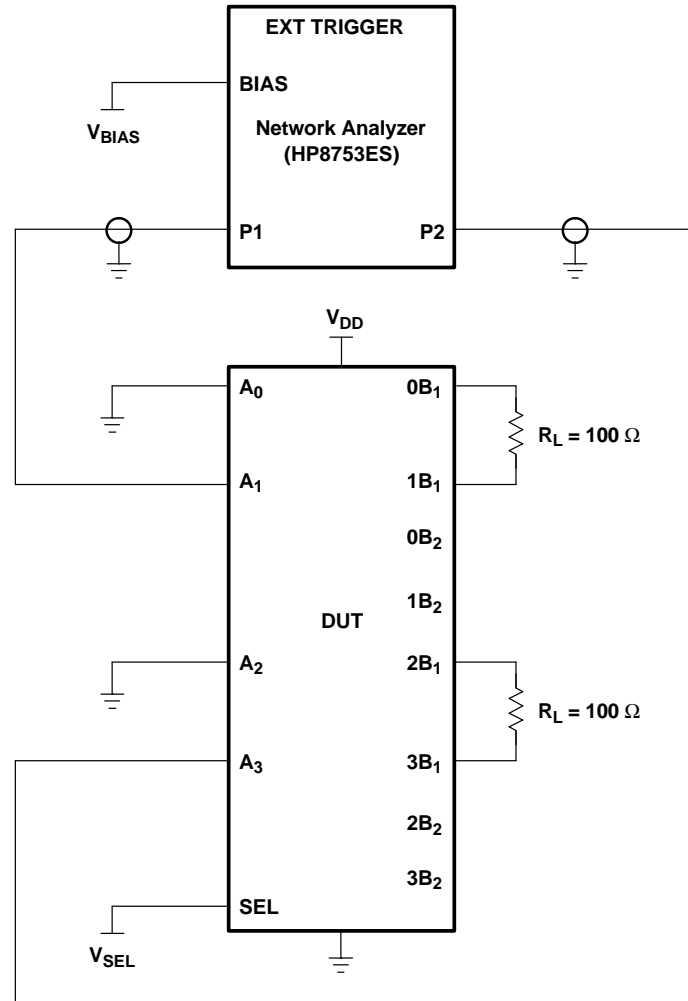 EXT TRIGGER
BIAS
V_BIAS
Network Analyzer
(HP8753ES)
P1
P2
V_DD
A_0
0B_1
R_L = 100 Ω
A_1
1B_1
0B_2
1B_2
DUT
A_2
2B_1
R_L = 100 Ω
A_3
3B_1
2B_2
3B_2
SEL
V_SEL